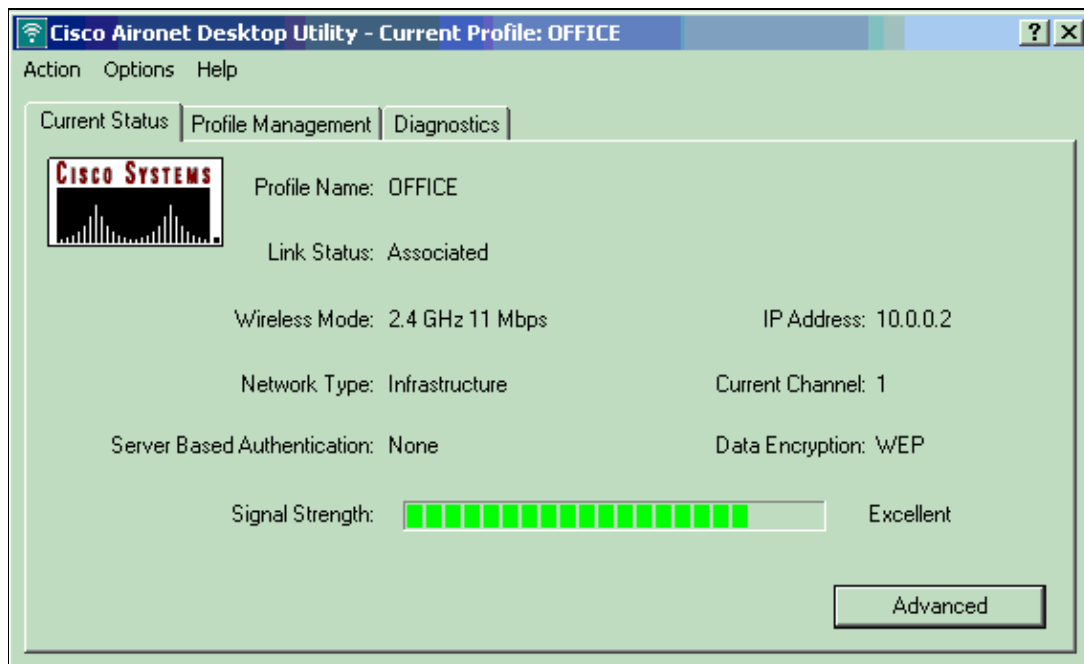 Cisco Aironet Desktop Utility - Current Profile: OFFICE
Action Options Help
Current Status Profile Management Diagnostics
CISCO SYSTEMS
Profile Name: OFFICE
Link Status: Associated
Wireless Mode: 2.4 GHz 11 Mbps IP Address: 10.0.0.2
Network Type: Infrastructure Current Channel: 1
Server Based Authentication: None Data Encryption: WEP
Signal Strength: Excellent
Advanced